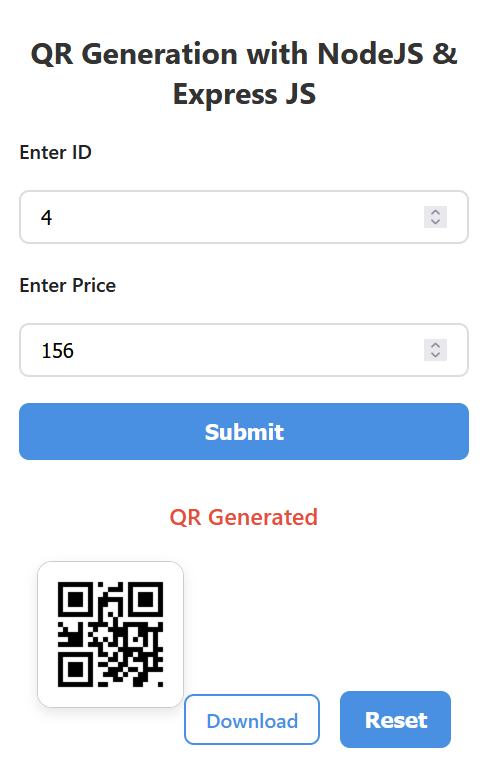 QR Generation with NodeJS &
Express JS
Enter ID
4
Enter Price
156
Submit
QR Generated
Download
Reset